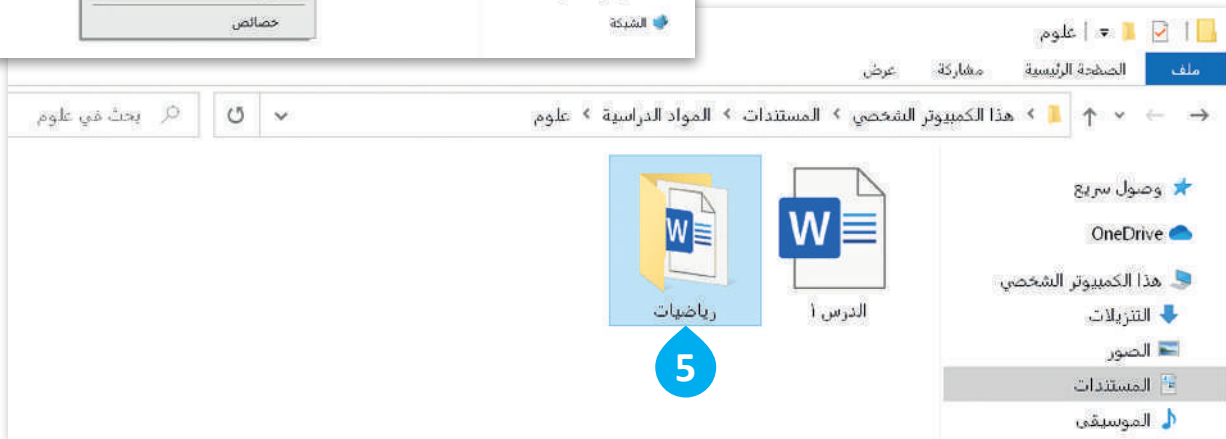 خصائص
الشبكة
علوم
ملف الصفحة الرئيسية مشاركة عرض
هذا الكمبيوتر الشخصي > المستندات > المواد الدراسية > علوم
بحث في علوم
وصول سريع
OneDrive
هذا الكمبيوتر الشخصي
التنزيلات
الصور
المستندات
الموسيقى
الدرس ١
رياضيات
5